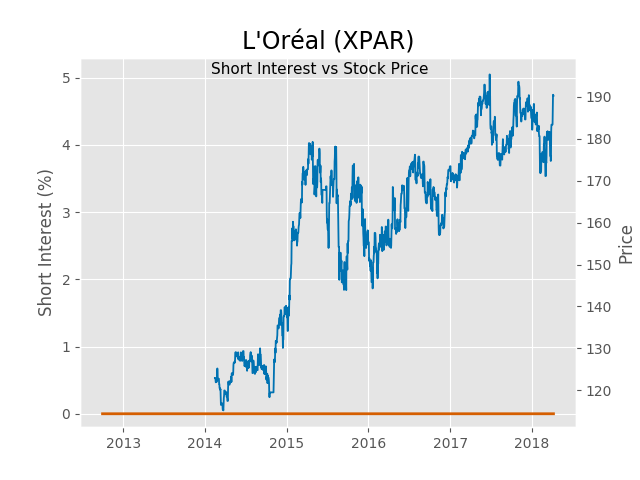 L'Oréal (XPAR)
Short Interest vs Stock Price
Short Interest (%)
5
4
3
2
1
0
190
180
170
160
150
140
130
120
Price
2013 2014 2015 2016 2017 2018